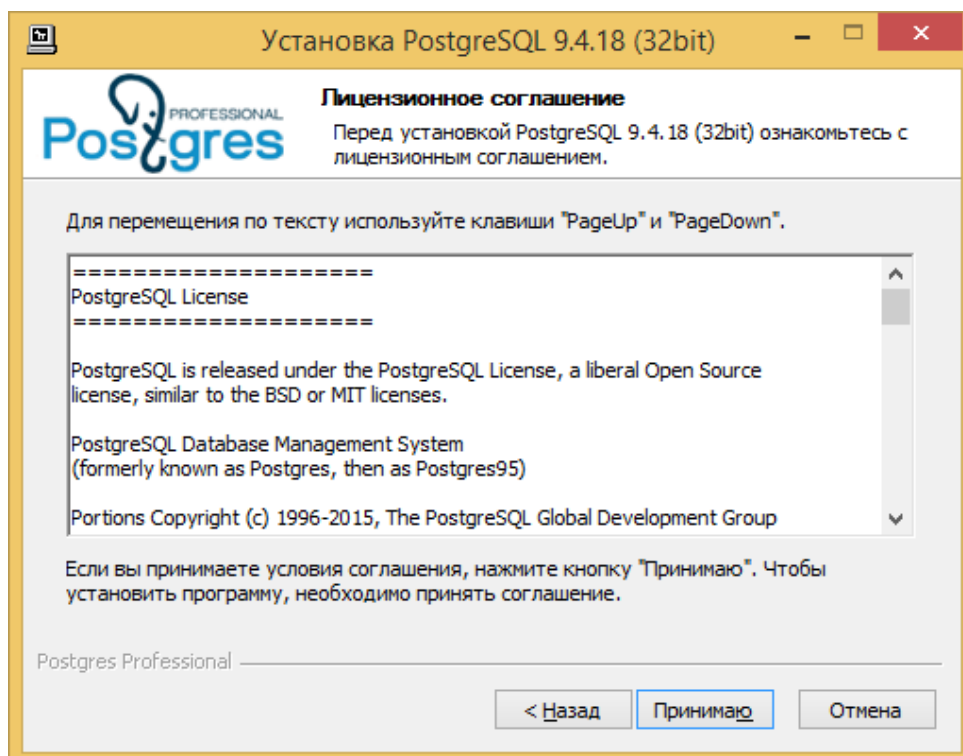 Установка PostgreSQL 9.4.18 (32bit)
PROFESSIONAL
Postgres
Лицензионное соглашение
Перед установкой PostgreSQL 9.4.18 (32bit) ознакомьтесь с
лицензионным соглашением.
Для перемещения по тексту используйте клавиши "PageUp" и "PageDown".
====================
PostgreSQL License
====================
PostgreSQL is released under the PostgreSQL License, a liberal Open Source
license, similar to the BSD or MIT licenses.
PostgreSQL Database Management System
(formerly known as Postgres, then as Postgres95)
Portions Copyright (c) 1996-2015, The PostgreSQL Global Development Group
Если вы принимаете условия соглашения, нажмите кнопку "Принимаю". Чтобы
установить программу, необходимо принять соглашение.
Postgres Professional
< Назад Принимаю Отмена